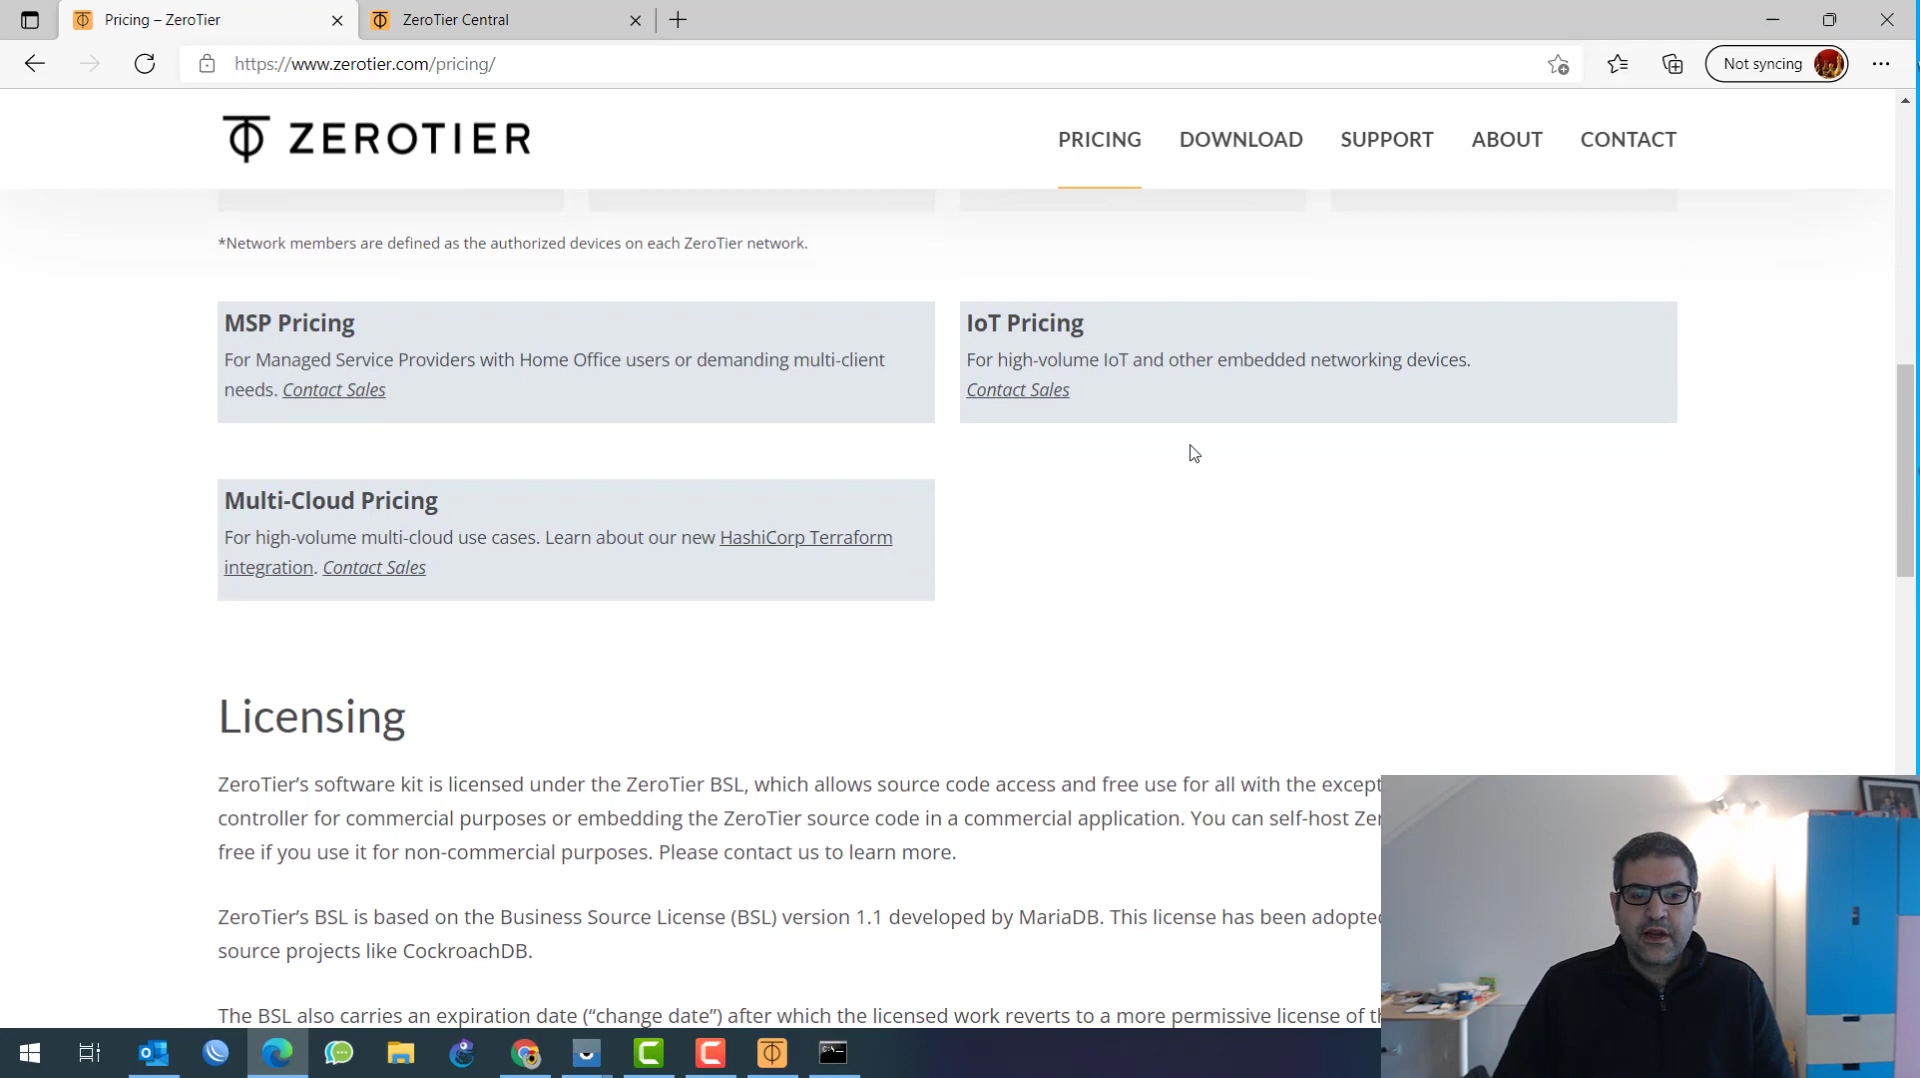 Pricing – ZeroTier
ZeroTier Central
https://www.zerotier.com/pricing/
Not syncing
ZEROTIER
PRICING
DOWNLOAD
SUPPORT
ABOUT
CONTACT
*Network members are defined as the authorized devices on each ZeroTier network.
MSP Pricing
For Managed Service Providers with Home Office users or demanding multi-client
needs. Contact Sales
IoT Pricing
For high-volume IoT and other embedded networking devices.
Contact Sales
Multi-Cloud Pricing
For high-volume multi-cloud use cases. Learn about our new HashiCorp Terraform
integration. Contact Sales
Licensing
ZeroTier's software kit is licensed under the ZeroTier BSL, which allows source code access and free use for all with the except
controller for commercial purposes or embedding the ZeroTier source code in a commercial application. You can self-host Zer
free if you use it for non-commercial purposes. Please contact us to learn more.
ZeroTier's BSL is based on the Business Source License (BSL) version 1.1 developed by MariaDB. This license has been adopted
source projects like CockroachDB.
The BSL also carries an expiration date (“change date”) after which the licensed work reverts to a more permissive license of t